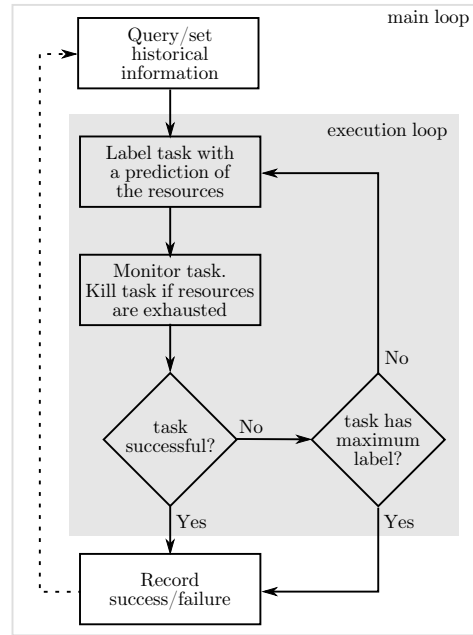 main loop
Query/set
historical
information
execution loop
Label task with
a prediction of
the resources
Monitor task.
Kill task if resources
are exhausted
No
task
successful?
No
task has
maximum
label?
Yes
Yes
Record
success/failure